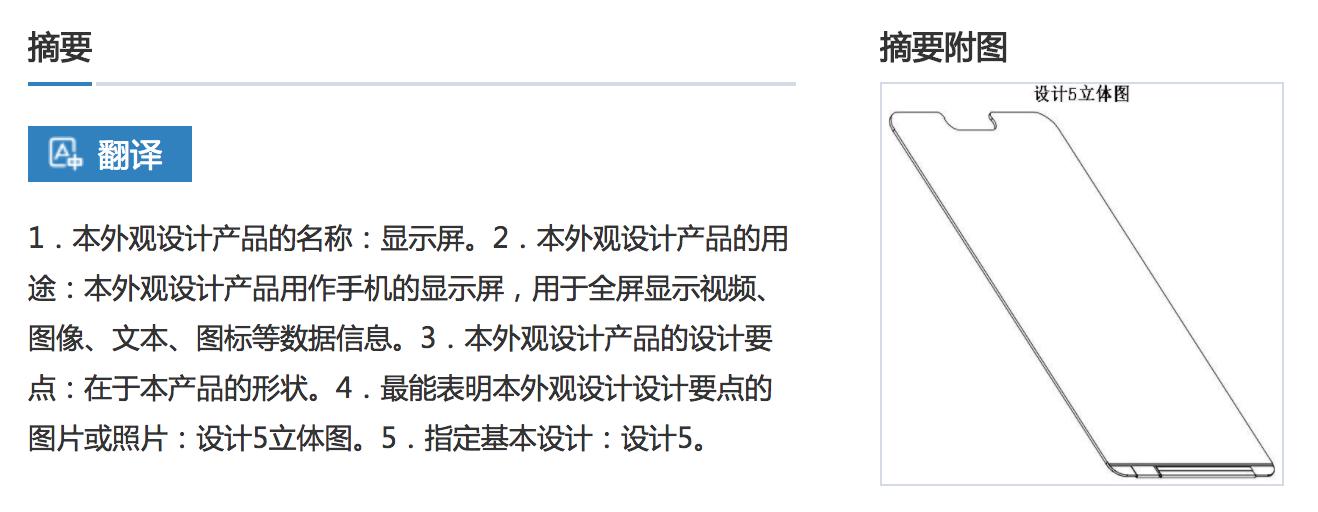 摘要
翻译
1．本外观设计产品的名称：显示屏。2．本外观设计产品的用
途：本外观设计产品用作手机的显示屏，用于全屏显示视频、
图像、文本、图标等数据信息。3．本外观设计产品的设计要
点：在于本产品的形状。4．最能表明本外观设计设计要点的
图片或照片：设计5立体图。5．指定基本设计：设计5。
摘要附图
设计5立体图